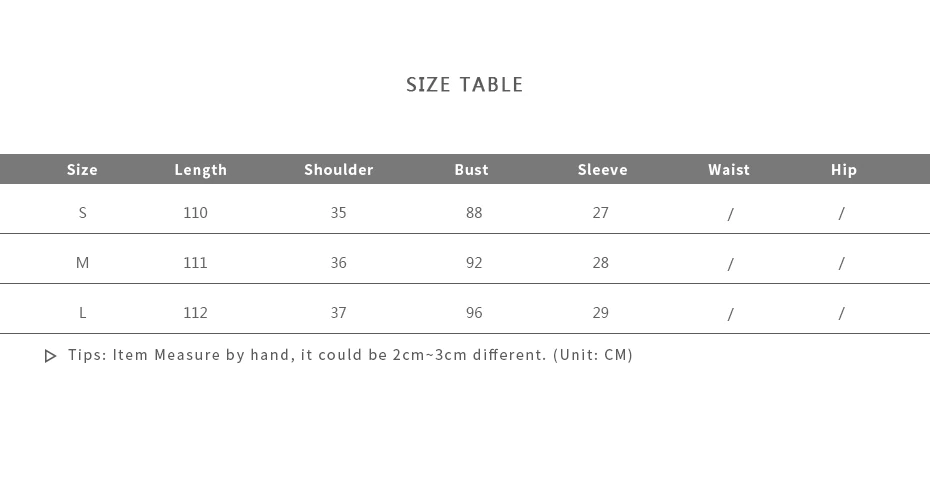 SIZE TABLE
Size Length Shoulder Bust Sleeve Waist Hip
S 110 35 88 27 / /
M 111 36 92 28 / /
L 112 37 96 29 / /
Tips: Item Measure by hand, it could be 2cm~3cm different. (Unit: CM)